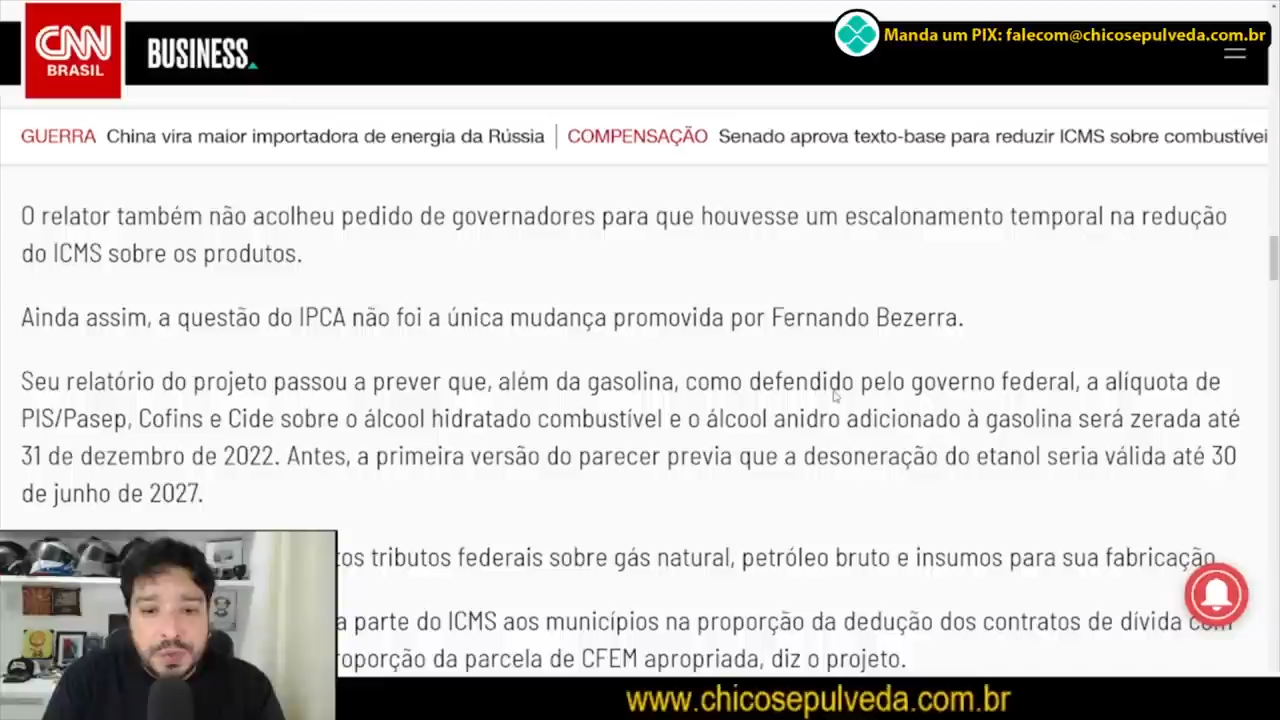 CNN
BRASIL
BUSINESS
Manda um PIX: falecom@chicosepulveda.com.br
GUERRA China vira maior importadora de energia da Rússia COMPENSAÇÃO Senado aprova texto-base para reduzir ICMS sobre combustívei
O relator também não acolheu pedido de governadores para que houvesse um escalonamento temporal na redução
do ICMS sobre os produtos.
Ainda assim, a questão do IPCA não foi a única mudança promovida por Fernando Bezerra.
Seu relatório do projeto passou a prever que, além da gasolina, como defendido pelo governo federal, a alíquota de
PIS/Pasep, Cofins e Cide sobre o álcool hidratado combustível e o álcool anidro adicionado à gasolina será zerada até
31 de dezembro de 2022. Antes, a primeira versão do parecer previa que a desoneração do etanol seria válida até 30
de junho de 2027.
tos tributos federais sobre gás natural, petróleo bruto e insumos para sua fabricação
a parte do ICMS aos municípios na proporção da dedução dos contratos de dívida com
roporção da parcela de CFEM apropriada, diz o projeto.
www.chicosepulveda.com.br